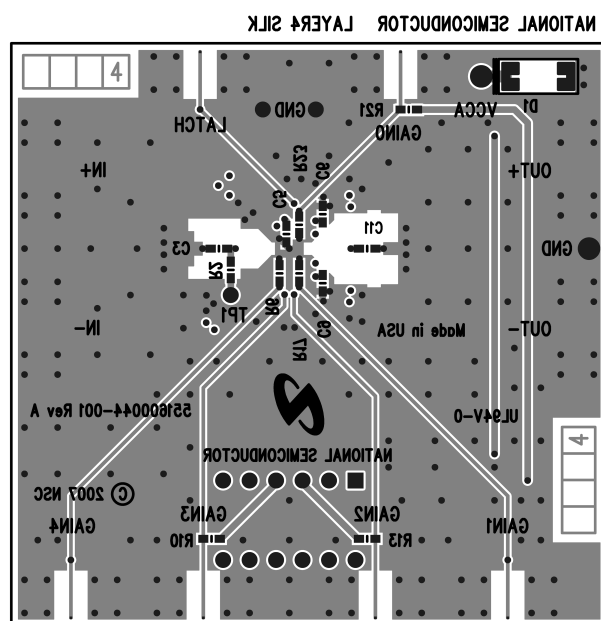 NATIONAL SEMICONDUCTOR LAYER4 SILK
4
D1
GND
R21
VCCA
LATCH
GAIN0
R23
IN+
C6
OUT+
C5
C11
C3
GND
R2
TP1
R6
IN-
C9
Made in USA
OUT-
R17
551600044-001 Rev A
UL94V-0
4
NATIONAL SEMICONDUCTOR
© 2007 NSC
GAIN4
GAIN3
GAIN2
GAIN1
R10
R13